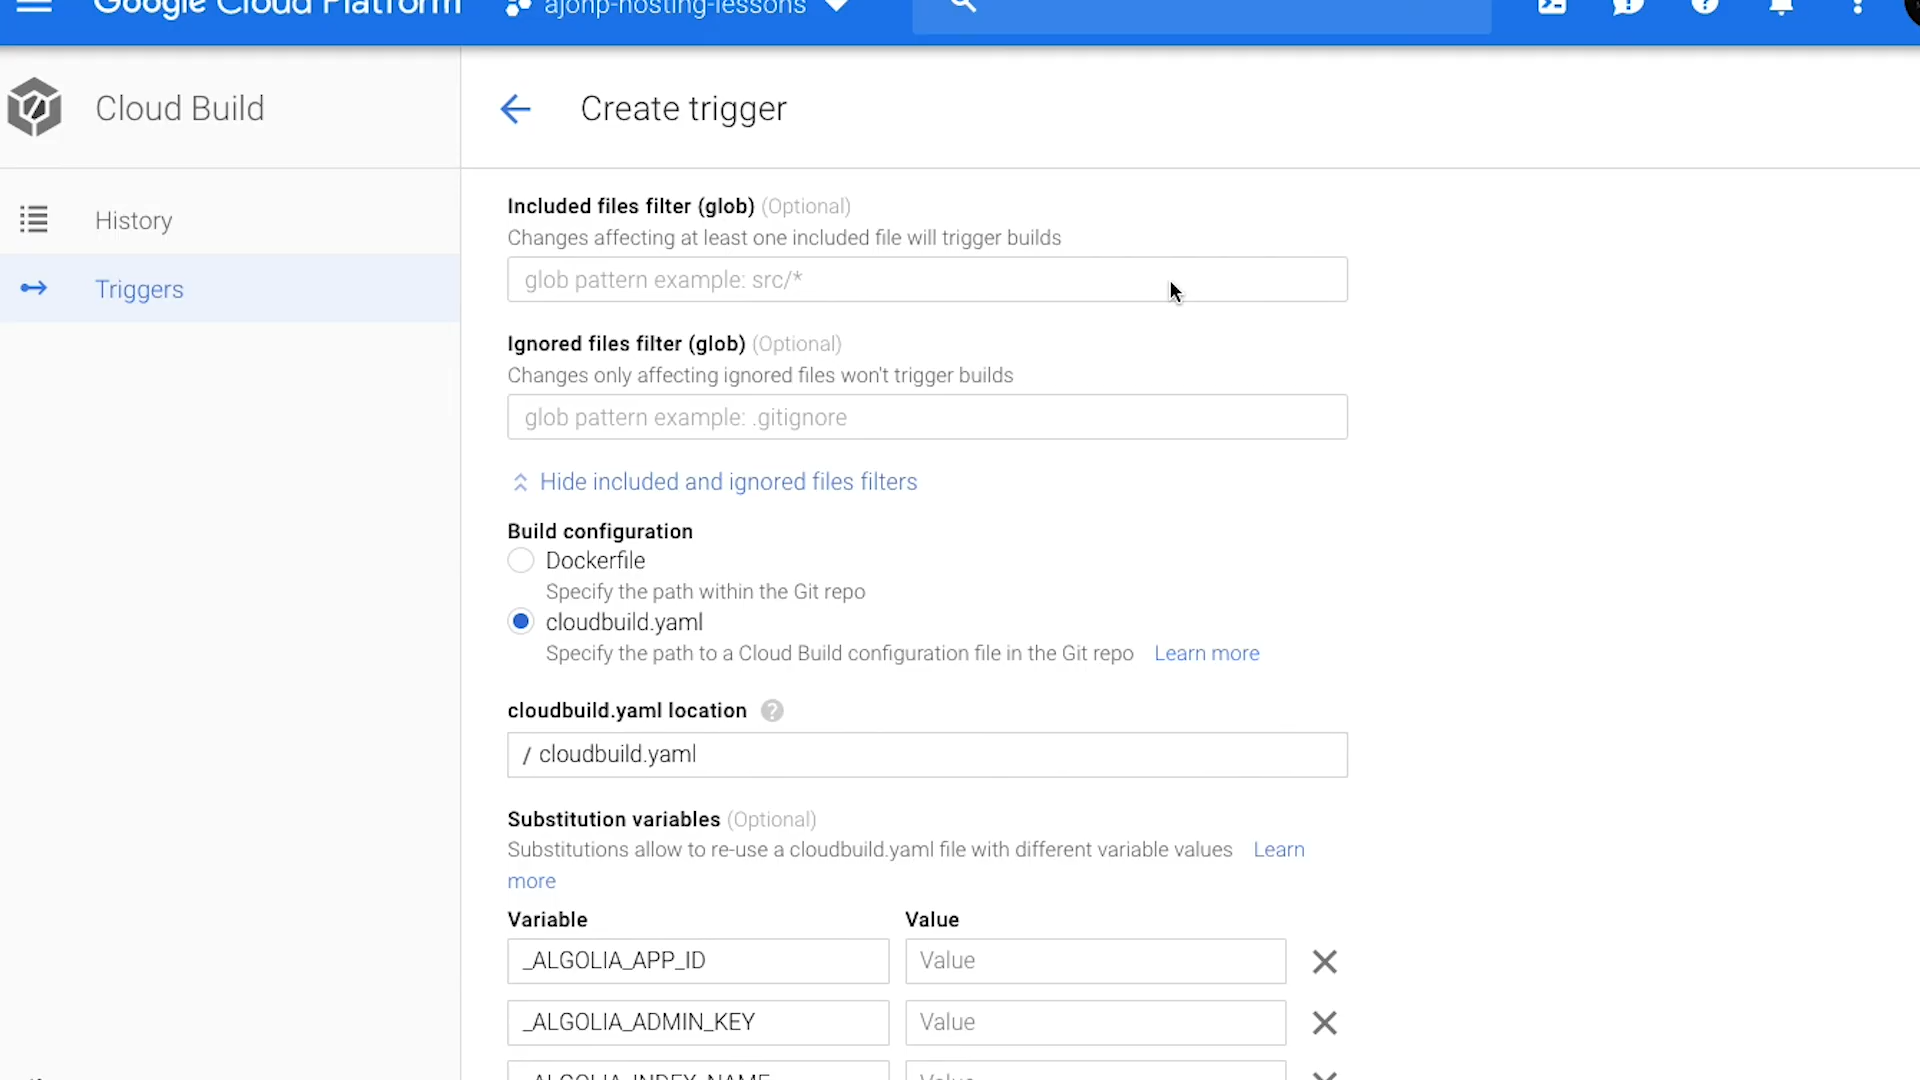 Google Cloud Platform
ajonp-hosting-lessons
Cloud Build
Create trigger
History
Triggers
Included files filter (glob) (Optional)
Changes affecting at least one included file will trigger builds
glob pattern example: src/*
Ignored files filter (glob) (Optional)
Changes only affecting ignored files won't trigger builds
glob pattern example: .gitignore
Hide included and ignored files filters
Build configuration
Dockerfile
Specify the path within the Git repo
cloudbuild.yaml
Specify the path to a Cloud Build configuration file in the Git repo Learn more
cloudbuild.yaml location
/ cloudbuild.yaml
Substitution variables (Optional)
Substitutions allow to re-use a cloudbuild.yaml file with different variable values Learn
more
Variable Value
_ALGOLIA_APP_ID Value
_ALGOLIA_ADMIN_KEY Value
_ALGOLIA_INDEX_NAME Value